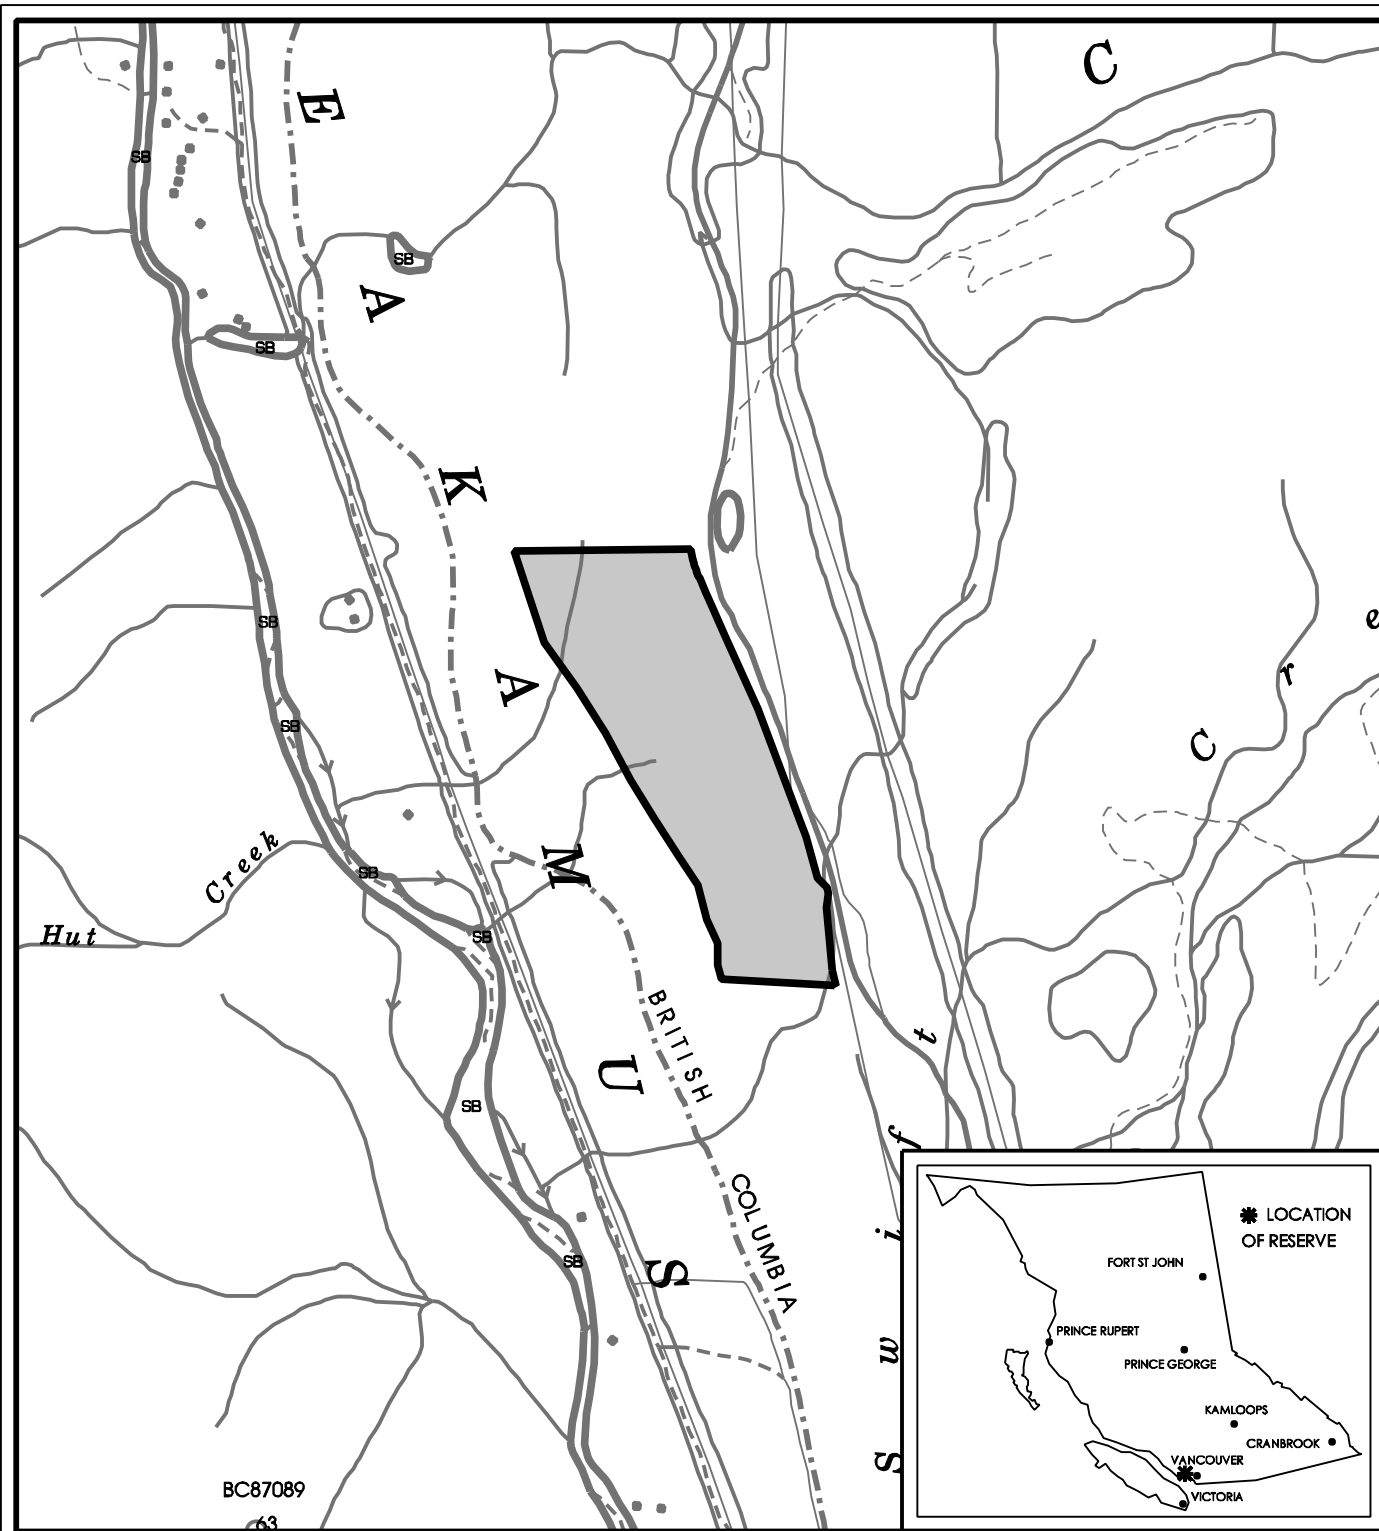 C
E
SB
A
SB
SB
K
SB
A
e
r
C
SB
M
SB
Creek
Hut
SB
BRITISH
COLUMBIA
U
SB
t
f
i
w
S
SB
S
LOCATION
OF RESERVE
FORT ST JOHN
PRINCE RUPERT
PRINCE GEORGE
KAMLOOPS
CRANBROOK
VANCOUVER
VICTORIA
BC87089
63